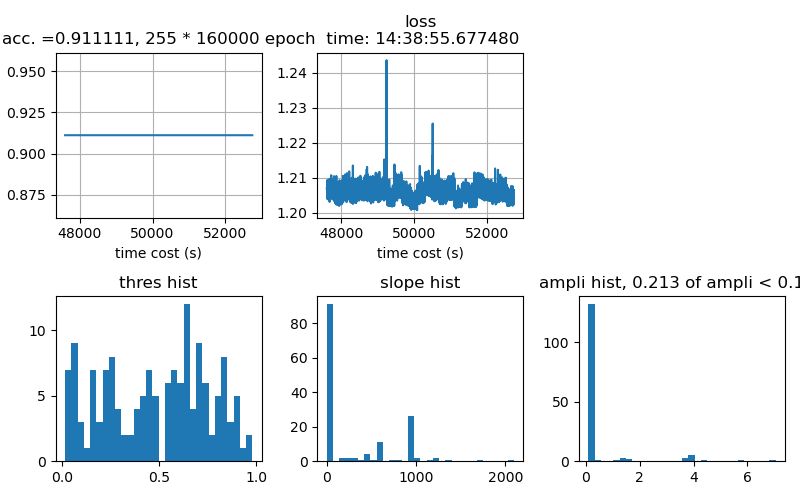 loss
acc. =0.911111, 255 * 160000 epoch time: 14:38:55.677480
0.950
0.925
0.900
0.875
48000 50000 52000
time cost (s)
1.24
1.23
1.22
1.21
1.20
48000 50000 52000
time cost (s)
thres hist
10
5
0
0.0 0.5 1.0
slope hist
80
60
40
20
0
0 1000 2000
ampli hist, 0.213 of ampli < 0.1
100
50
0
0 2 4 6